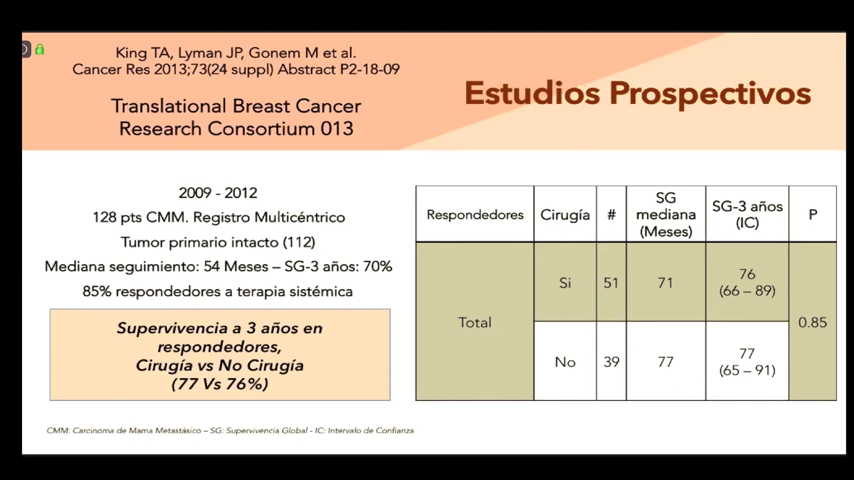 King TA, Lyman JP, Gonem M et al.
Cancer Res 2013;73(24 suppl) Abstract P2-18-09
Translational Breast Cancer
Research Consortium 013
Estudios Prospectivos
2009 - 2012
128 pts CMM. Registro Multicéntrico
Tumor primario intacto (112)
Mediana seguimiento: 54 Meses – SG-3 años: 70%
85% respondedores a terapia sistémica
Supervivencia a 3 años en
respondedores,
Cirugía vs No Cirugía
(77 Vs 76%)
Respondedores
Cirugía
#
SG
mediana
(Meses)
SG-3 años
(IC)
P
Total
Si
51
71
76
(66 – 89)
0.85
No
39
77
77
(65 – 91)
CMM: Carcinoma de Mama Metastásico – SG: Supervivencia Global - IC: Intervalo de Confianza